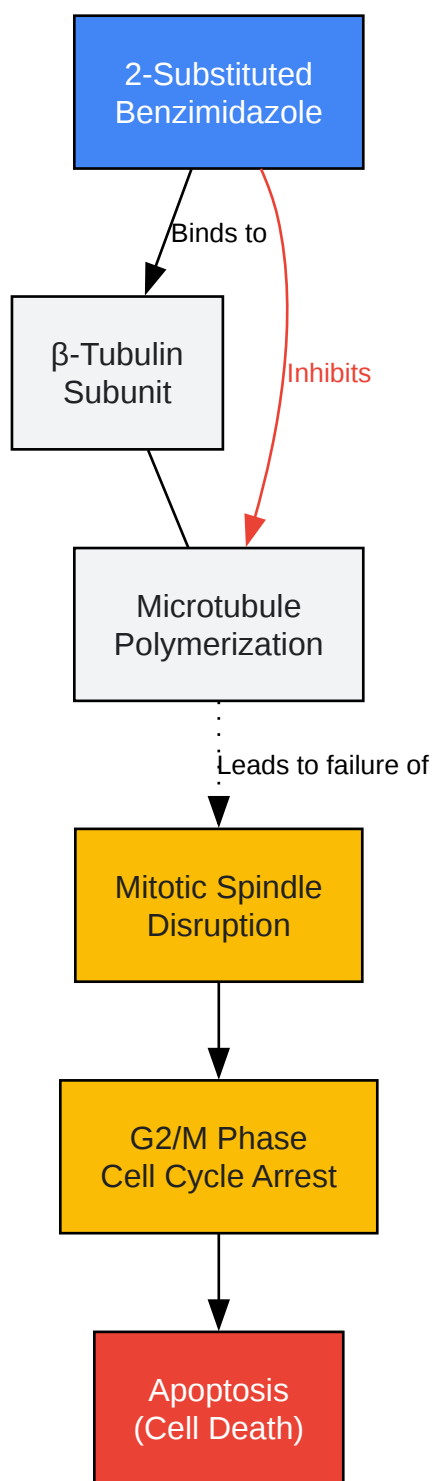 2-Substituted
Benzimidazole
Binds to
β-Tubulin
Subunit
Inhibits
Microtubule
Polymerization
Leads to failure of
Mitotic Spindle
Disruption
G2/M Phase
Cell Cycle Arrest
Apoptosis
(Cell Death)